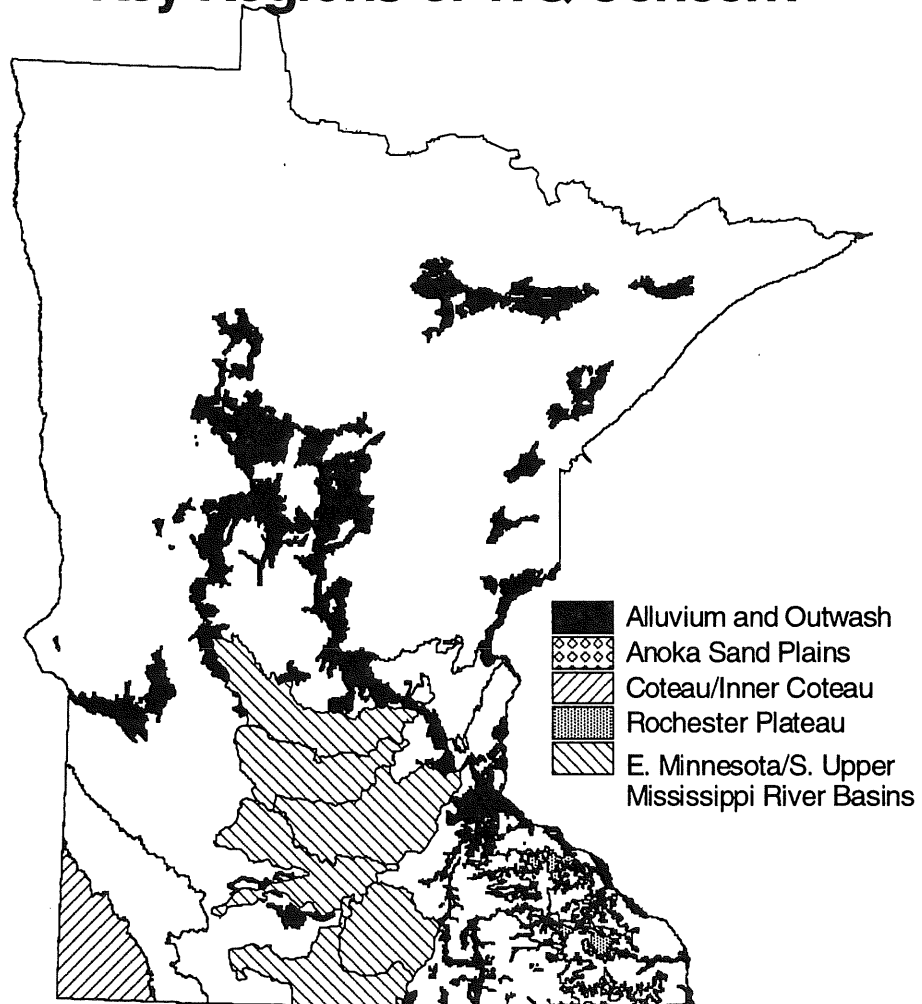 Alluvium and Outwash
Anoka Sand Plains
Coteau/Inner Coteau
Rochester Plateau
E. Minnesota/S. Upper
Mississippi River Basins